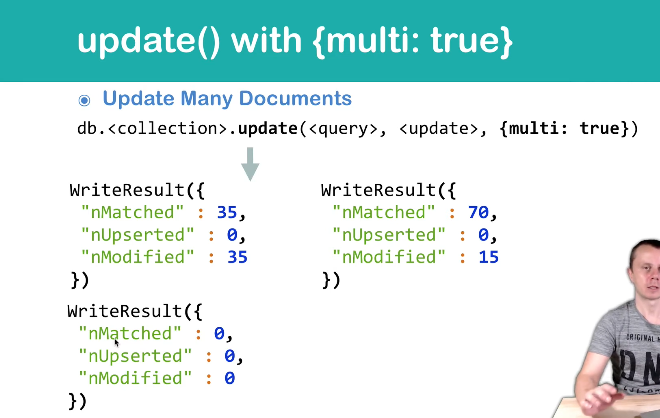 update() with {multi: true}
Update Many Documents
db.<collection>.update(<query>, <update>, {multi: true})
WriteResult({
"nMatched" : 35,
"nUpserted" : 0,
"nModified" : 35
})
WriteResult({
"nMatched" : 70,
"nUpserted" : 0,
"nModified" : 15
})
WriteResult({
"nMatched" : 0,
"nUpserted" : 0,
"nModified" : 0
})